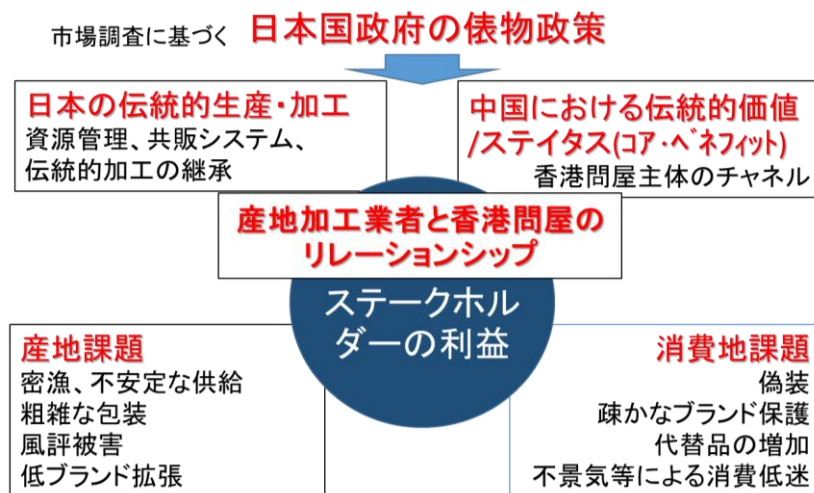 市場調査に基づく 日本国政府の俵物政策
日本の伝統的生産・加工
資源管理、共販システム、
伝統的加工の継承
中国における伝統的価値
/ステイタス(コア・ベネフィット)
香港問屋主体のチャネル
産地加工業者と香港問屋の
リレーションシップ
ステークホル
ダーの利益
産地課題
密漁、不安定な供給
粗雑な包装
風評被害
低ブランド拡張
消費地課題
偽装
疎かなブランド保護
代替品の増加
不景気等による消費低迷